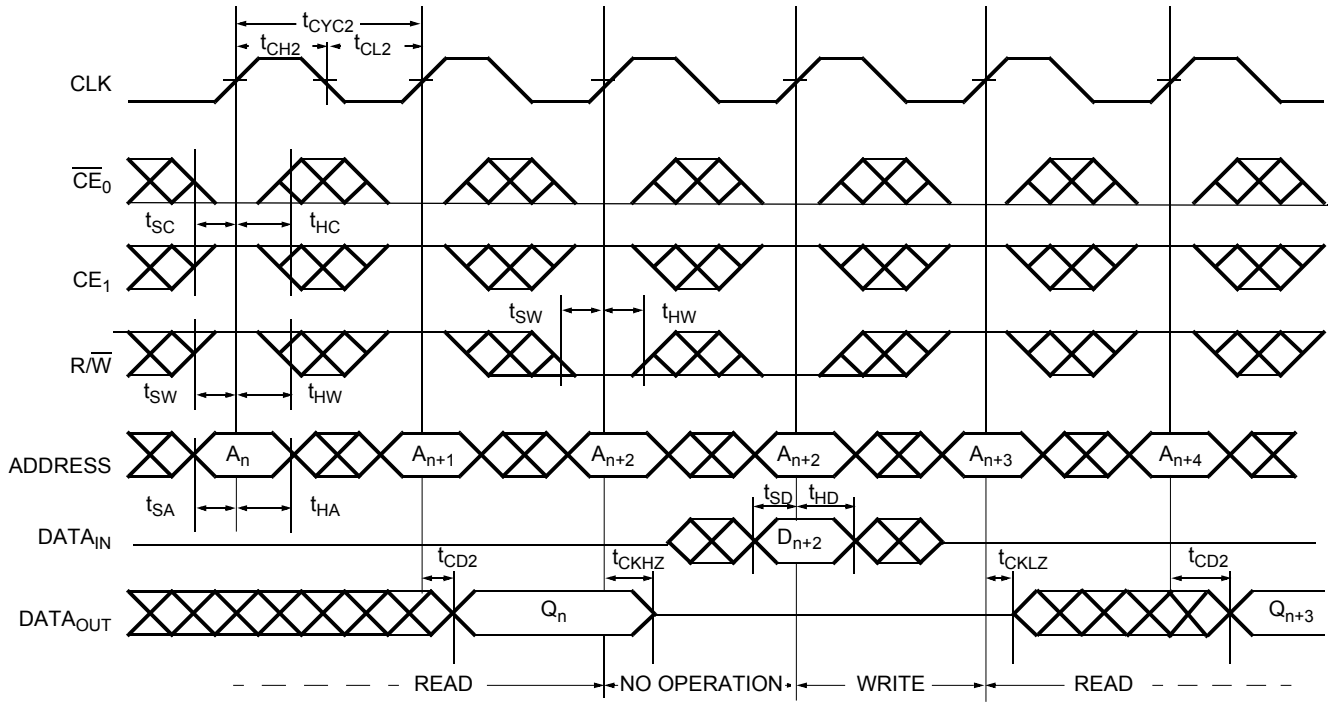 tCYC2
tCH2 tCL2
CLK
CE0
tSC tHC
CE1
tSW tHW
R/W
tSW tHW
ADDRESS An An+1 An+2 An+2 An+3 An+4
tSA tHA tSD tHD
DATAIN Dn+2
tCD2 tCKHZ tCKLZ tCD2
DATAOUT Qn Qn+3
READ NO OPERATION WRITE READ